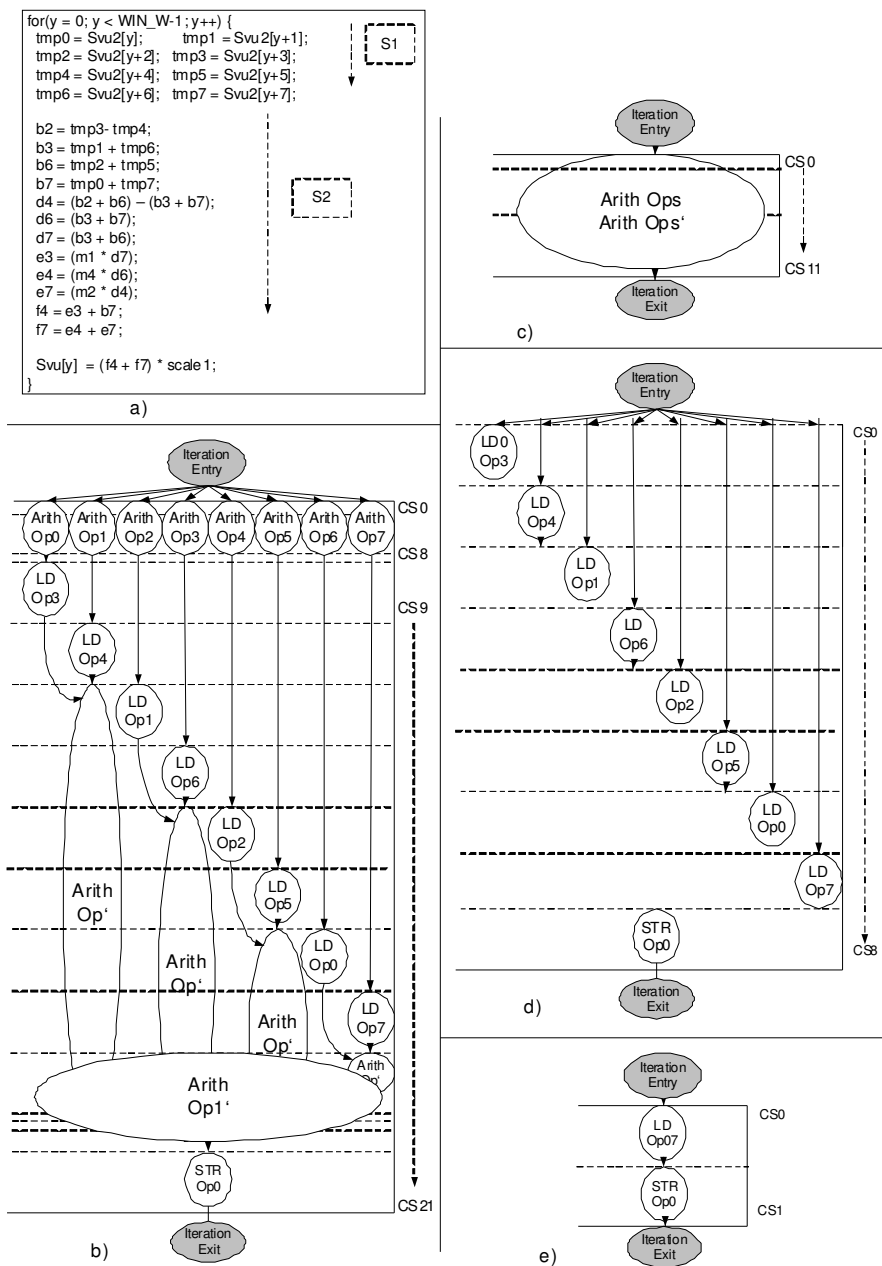 for(y = 0; y < WIN_W-1; y++) {
tmp0 = Svu2[y]; tmp1 = Svu2[y+1];
tmp2 = Svu2[y+2]; tmp3 = Svu2[y+3];
tmp4 = Svu2[y+4]; tmp5 = Svu2[y+5];
tmp6 = Svu2[y+6]; tmp7 = Svu2[y+7];
S1
b2 = tmp3- tmp4;
b3 = tmp1 + tmp6;
b6 = tmp2 + tmp5;
b7 = tmp0 + tmp7;
d4 = (b2 + b6) – (b3 + b7);
d6 = (b3 + b7);
d7 = (b3 + b6);
e3 = (m1 * d7);
e4 = (m4 * d6);
e7 = (m2 * d4);
f4 = e3 + b7;
f7 = e4 + e7;
S2
Svu[y] = (f4 + f7) * scale1;
}
a)
Iteration
Entry
CS0
Arith Ops
Arith Ops‘
CS11
Iteration
Exit
c)
Iteration
Entry
Arith
Op0
Arith
Op1
Arith
Op2
Arith
Op3
Arith
Op4
Arith
Op5
Arith
Op6
Arith
Op7
CS0
CS8
LD
Op3
CS9
LD
Op4
LD
Op1
LD
Op6
LD
Op2
LD
Op5
LD
Op0
LD
Op7
Arith
Op‘
Arith
Op‘
Arith
Op‘
Arith
Op‘
Arith
Op1‘
STR
Op0
CS21
Iteration
Exit
b)
Iteration
Entry
CS0
LD0
Op3
LD
Op4
LD
Op1
LD
Op6
LD
Op2
LD
Op5
LD
Op0
LD
Op7
STR
Op0
CS8
Iteration
Exit
d)
Iteration
Entry
CS0
LD
Op07
STR
Op0
CS1
Iteration
Exit
e)